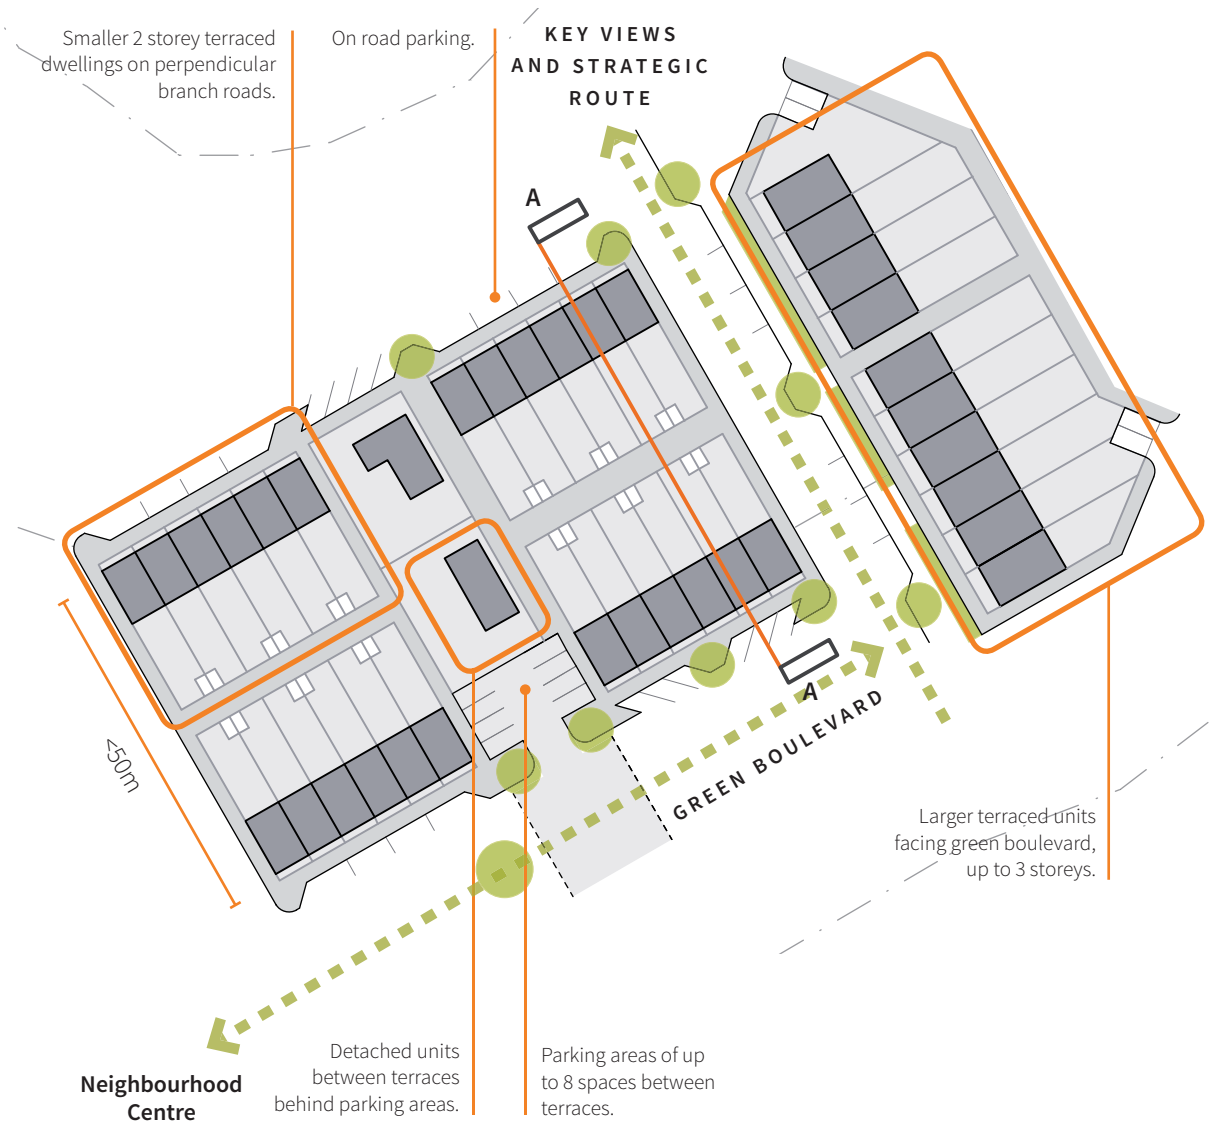 Smaller 2 storey terraced
dwellings on perpendicular
branch roads.
On road parking.
KEY VIEWS
AND STRATEGIC
ROUTE
A
<50m
A
GREEN BOULEVARD
Larger terraced units
facing green boulevard,
up to 3 storeys.
Neighbourhood
Centre
Detached units
between terraces
behind parking areas.
Parking areas of up
to 8 spaces between
terraces.